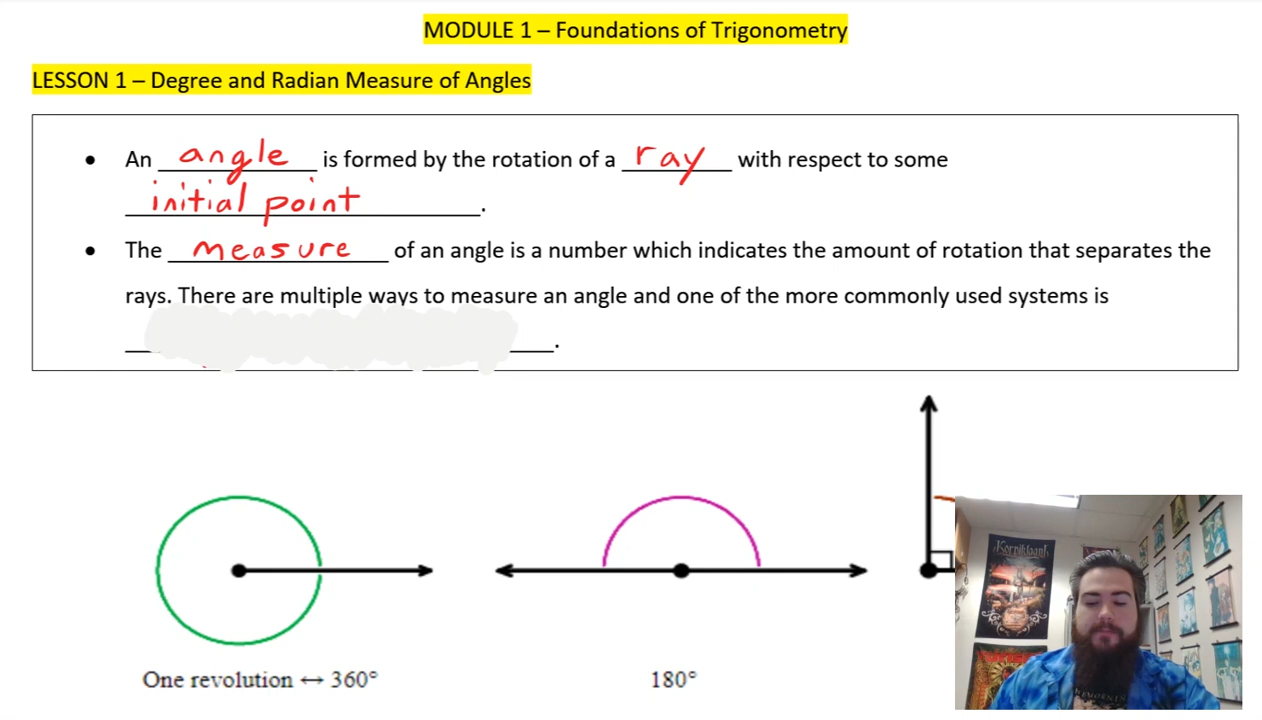 MODULE 1 – Foundations of Trigonometry
LESSON 1 – Degree and Radian Measure of Angles
• An angle is formed by the rotation of a ray with respect to some
initial point.
• The measure of an angle is a number which indicates the amount of rotation that separates the
rays. There are multiple ways to measure an angle and one of the more commonly used systems is
.
Korpiklaani
One revolution ↔ 360°
180°